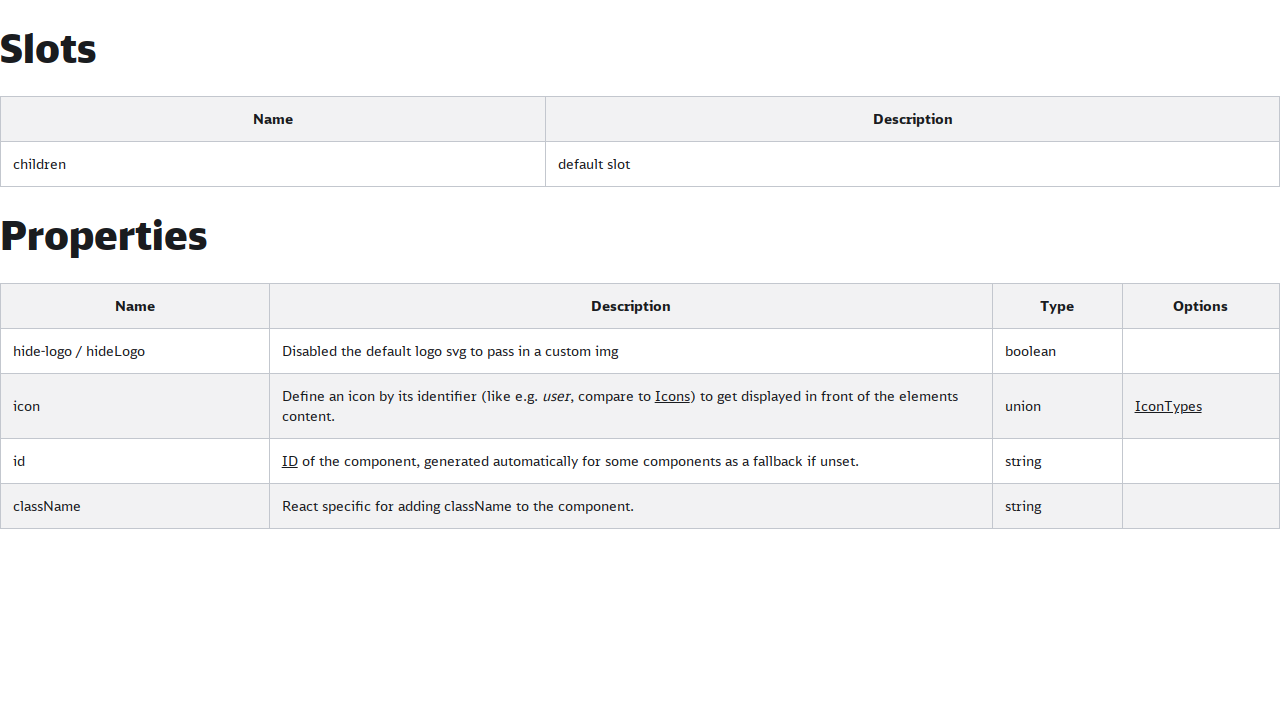 Slots
Name Description
children default slot
Properties
Name Description Type Options
hide-logo / hideLogo Disabled the default logo svg to pass in a custom img boolean
icon Define an icon by its identifier (like e.g. user, compare to Icons) to get displayed in front of the elements content. union IconTypes
id ID of the component, generated automatically for some components as a fallback if unset. string
className React specific for adding className to the component. string